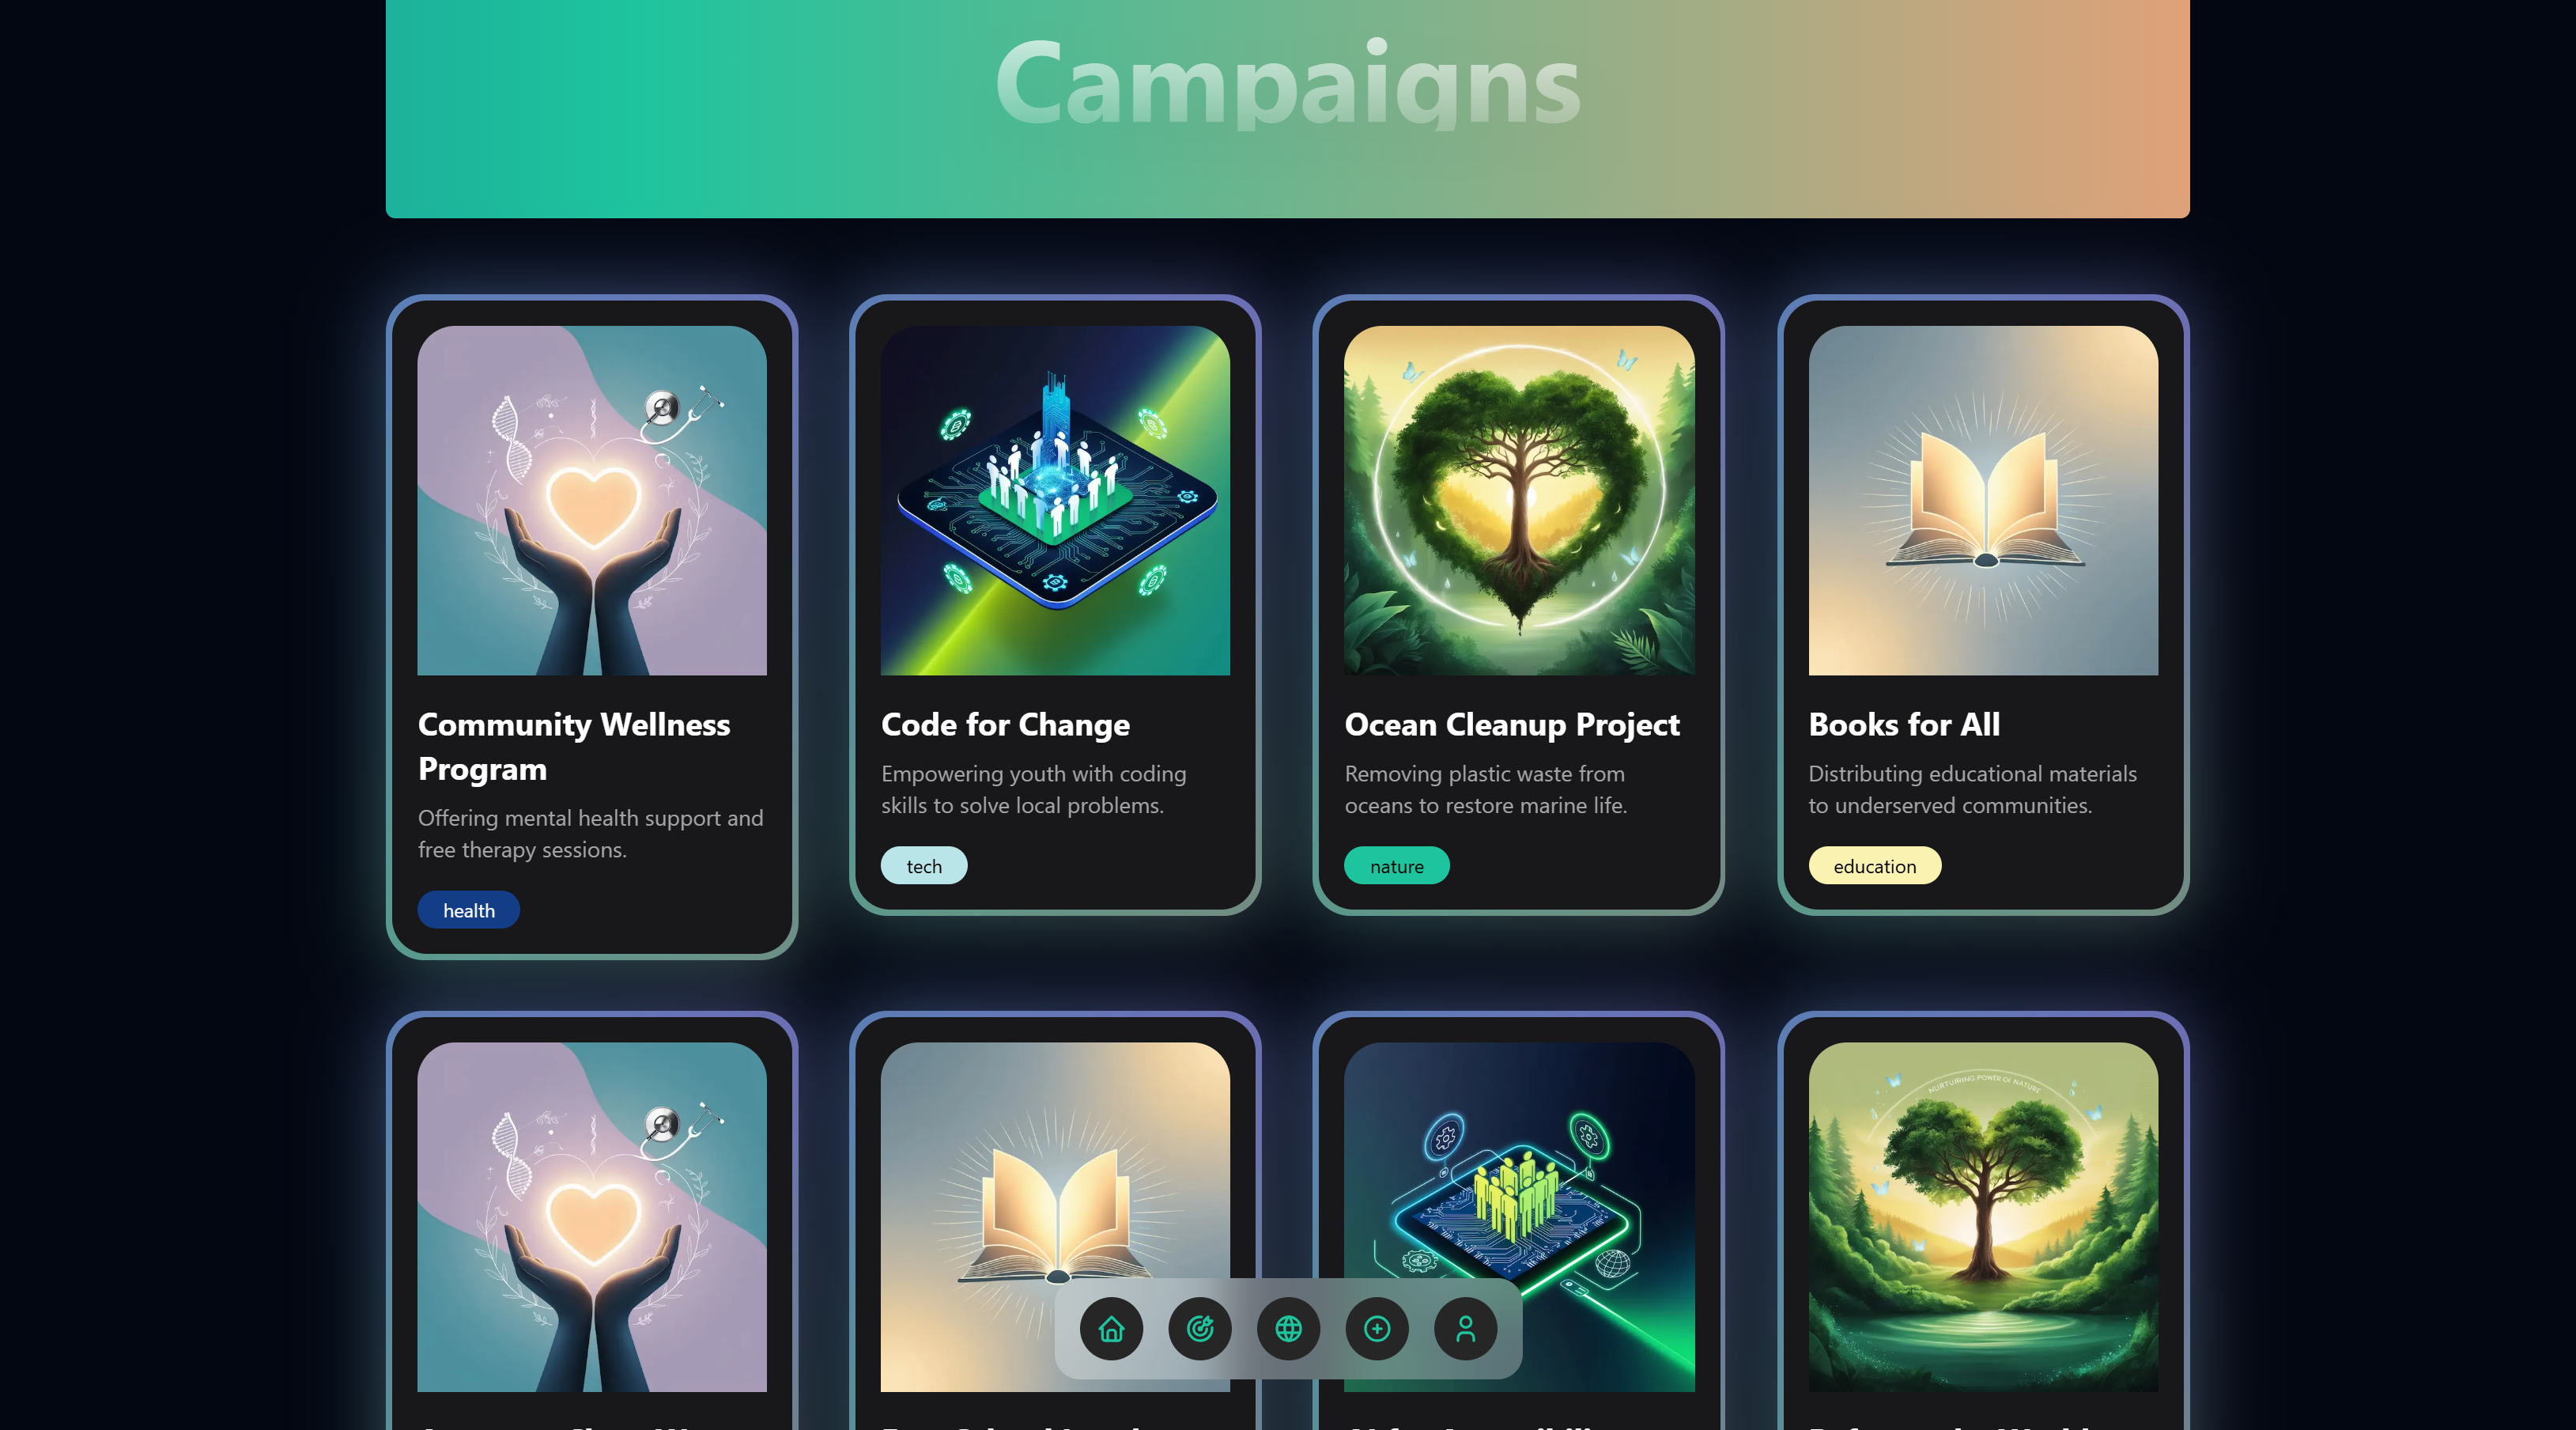 Campaigns
Community Wellness
Program
Offering mental health support and
free therapy sessions.
health
Code for Change
Empowering youth with coding
skills to solve local problems.
tech
Ocean Cleanup Project
Removing plastic waste from
oceans to restore marine life.
nature
Books for All
Distributing educational materials
to underserved communities.
education
NURTURING POWER OF NATURE